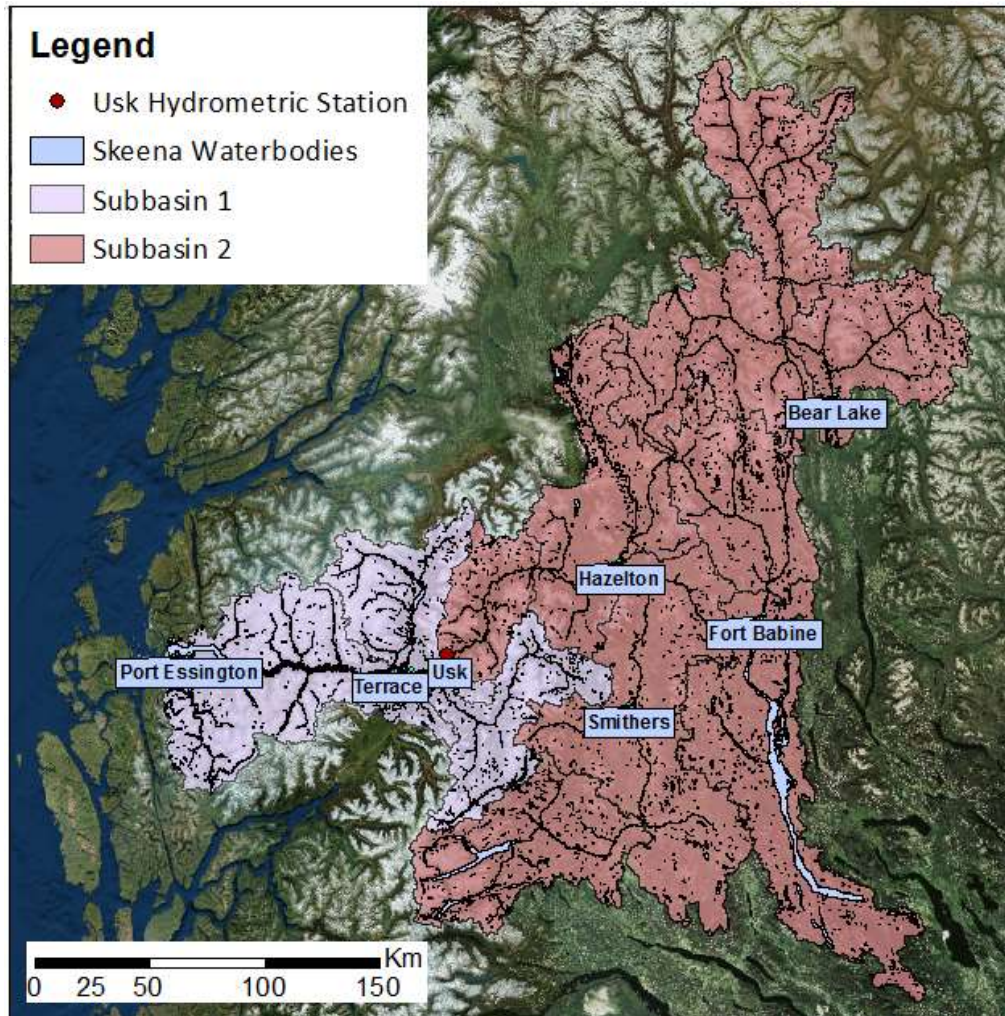 Legend
Usk Hydrometric Station
Skeena Waterbodies
Subbasin 1
Subbasin 2
Bear Lake
Hazelton
Fort Babine
Port Essington
Terrace
Usk
Smithers
Km
0 25 50 100 150